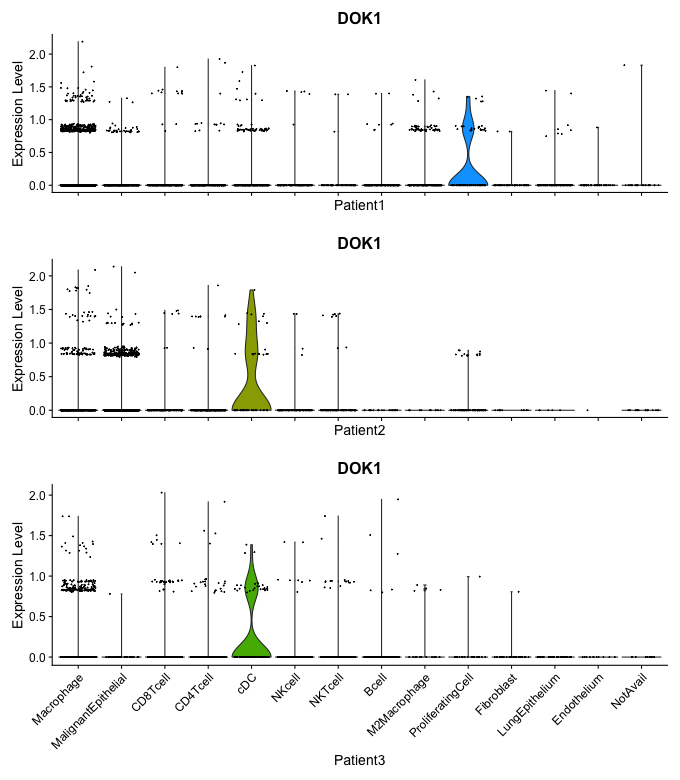 DOK1
Expression Level
2.0
1.5
1.0
0.5
0.0
Patient1
DOK1
Expression Level
2.0
1.5
1.0
0.5
0.0
Patient2
DOK1
Expression Level
2.0
1.5
1.0
0.5
0.0
Macrophage
MalignantEpithelial
CD8Tcell
CD4Tcell
cDC
NKcell
NKTcell
Bcell
M2Macrophage
ProliferatingCell
Fibroblast
LungEpithelium
Endothelium
NotAvail
Patient3